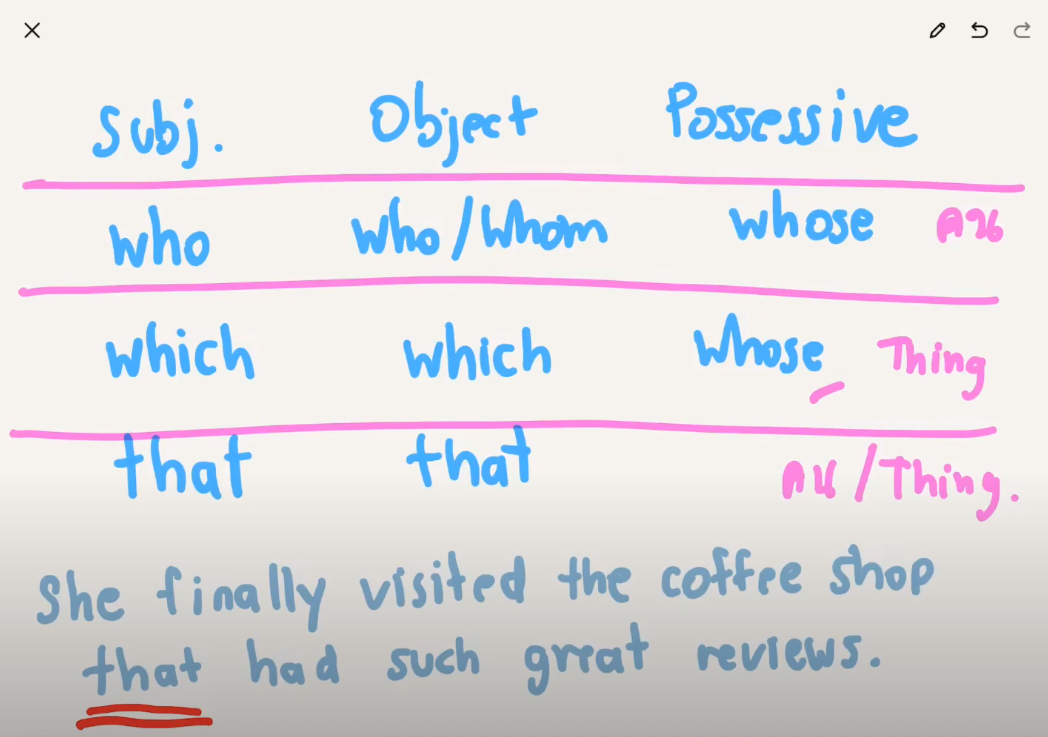 Subj. Object Possessive
who who/whom whose คน
which which whose Thing
that that คน/Thing.
She finally visited the coffee shop
that had such great reviews.